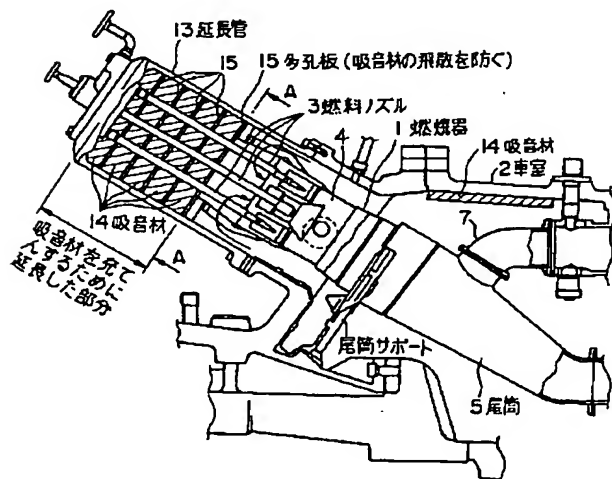 13延長管
15
15多孔板(吸音材の飛散を防ぐ)
A
3燃料ノズル
4
1燃焼器
14吸音材
2車室
7
14吸音材
A
吸音材を充て
んするために
延長した部分
尾筒サポート
5尾筒